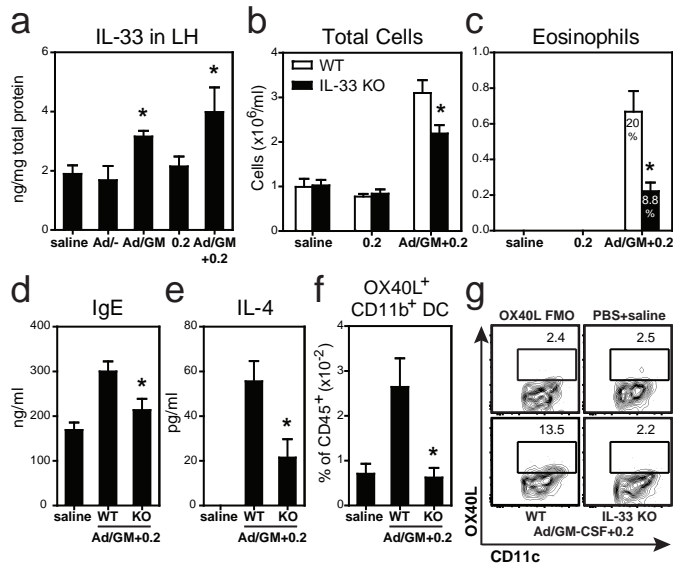 a
IL-33 in LH
ng/mg total protein
6
4
2
0
*
*
saline Ad/- Ad/GM 0.2 Ad/GM
+0.2
b
Total Cells
WT
IL-33 KO
Cells (x10⁶/ml)
4
3
2
1
0
*
saline 0.2 Ad/GM+0.2
c
Eosinophils
0.8
0.6
0.4
0.2
0.0
20
%
*
8.8
%
saline 0.2 Ad/GM+0.2
d
IgE
ng/ml
400
300
200
100
0
*
saline WT KO
Ad/GM+0.2
e
IL-4
pg/ml
80
60
40
20
0
*
saline WT KO
Ad/GM+0.2
f
OX40L⁺
CD11b⁺ DC
% of CD45⁺ (x10⁻²)
4
3
2
1
0
*
saline WT KO
Ad/GM+0.2
g
OX40L FMO PBS+saline
2.4 2.5
13.5 2.2
OX40L
WT IL-33 KO
Ad/GM-CSF+0.2
CD11c